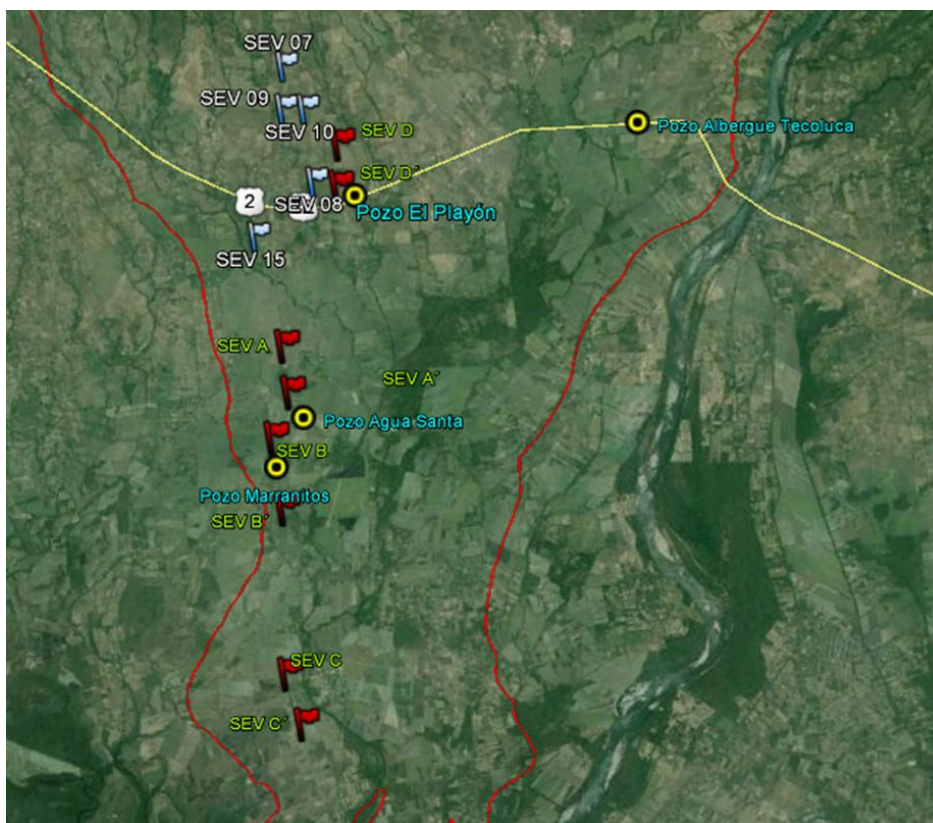 SEV 07
SEV 09
SEV 10
SEV D
Pozo Albergue Tecoluca
SEV D´
2
SEV 08
Pozo El Playón
SEV 15
SEV A
SEV A´
Pozo Agua Santa
SEV B
Pozo Marranitos
SEV B´
SEV C
SEV C´